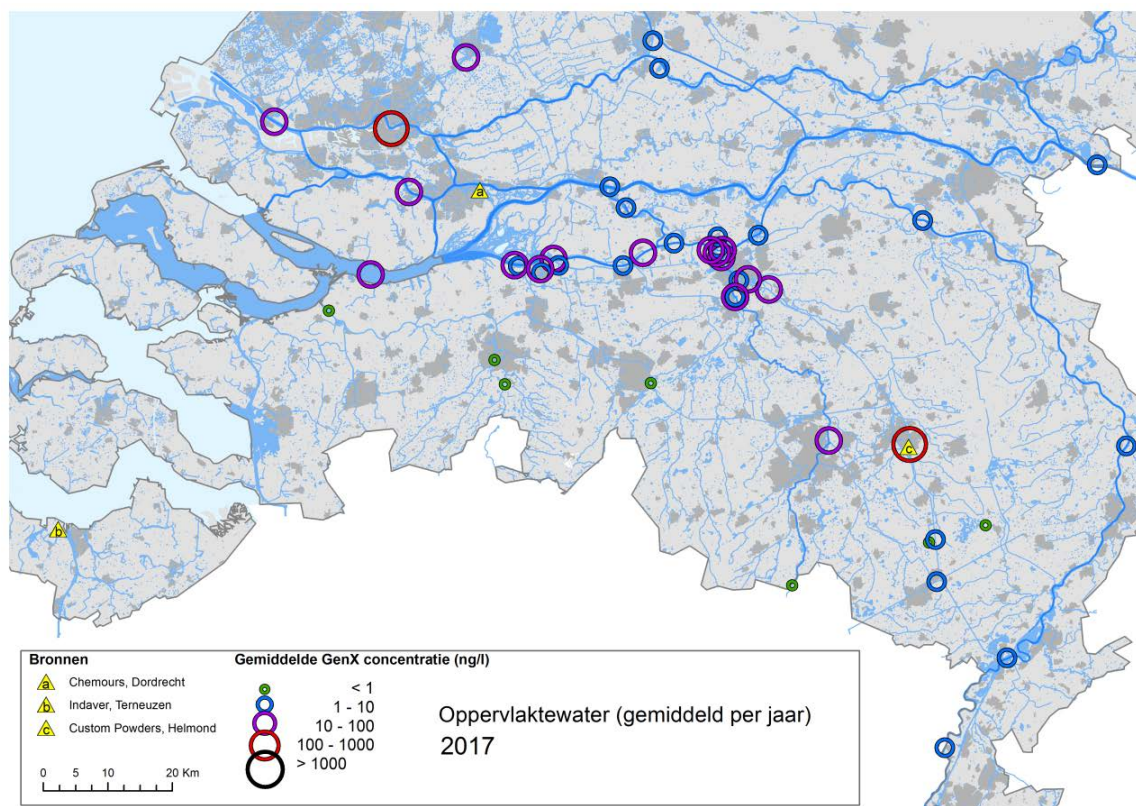 a
b
c
Bronnen
a Chemours, Dordrecht
b Indaver, Terneuzen
c Custom Powders, Helmond
0 5 10 20 Km
Gemiddelde GenX concentratie (ng/l)
< 1
1 - 10
10 - 100
100 - 1000
> 1000
Oppervlaktewater (gemiddeld per jaar)
2017